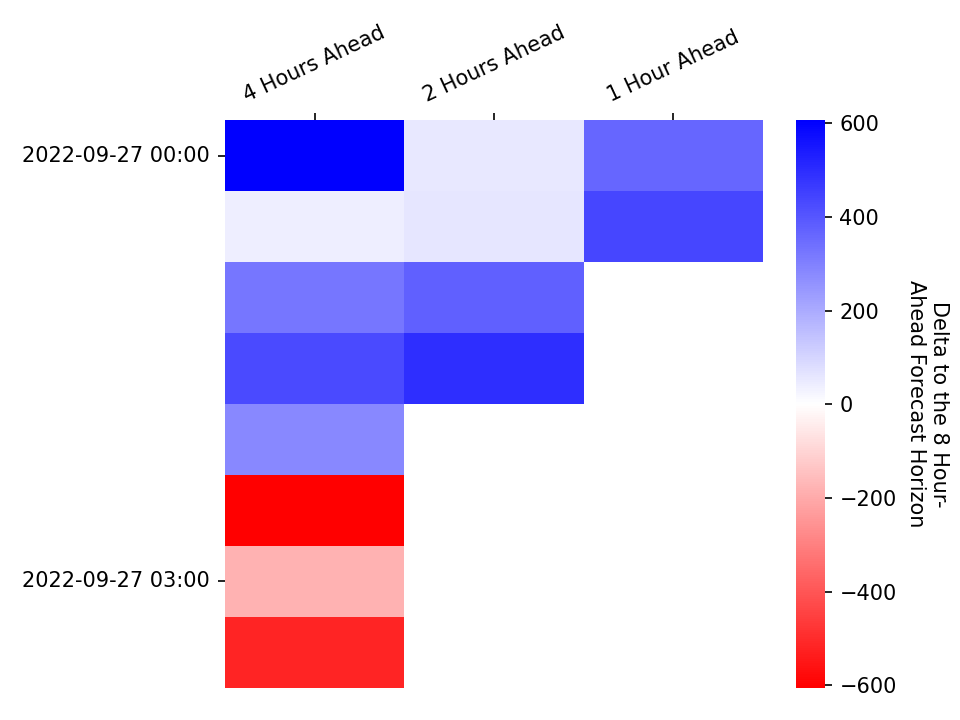 4 Hours Ahead
2 Hours Ahead
1 Hour Ahead
2022-09-27 00:00
2022-09-27 03:00
600
400
200
0
−200
−400
−600
Delta to the 8 Hour-
Ahead Forecast Horizon